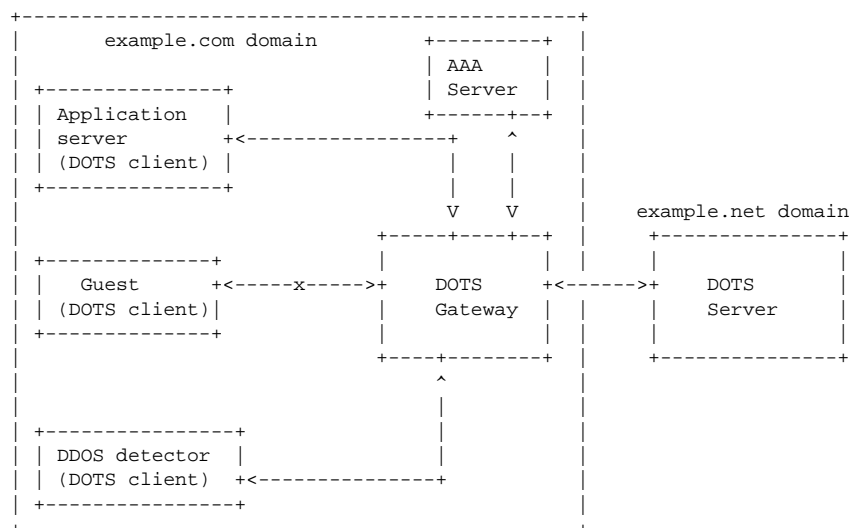 example.com domain
AAA
Server
Application
server
(DOTS client)
V V
example.net domain
Guest
x
DOTS
DOTS
(DOTS client)
Gateway
Server
DDOS detector
(DOTS client)